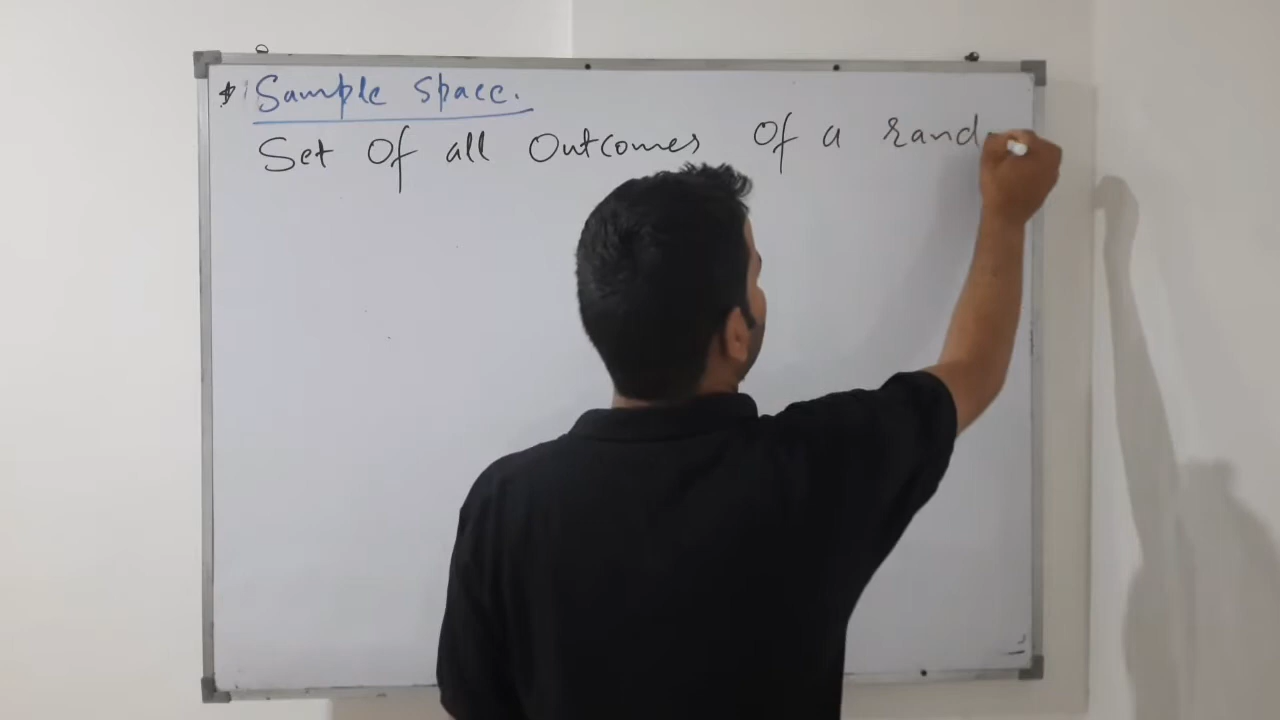 * Sample Space.
Set Of all Outcomes Of a rand